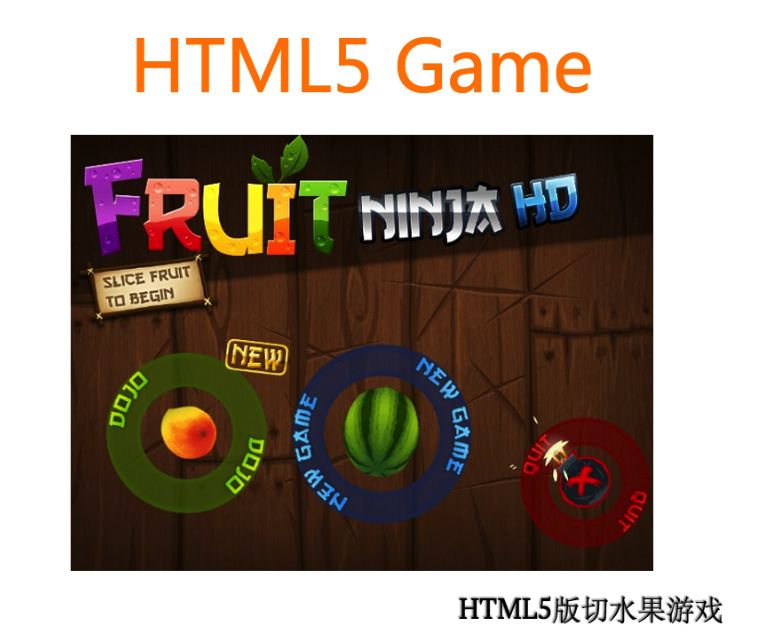 HTML5 Game
FRUIT NINJA HD
SLICE FRUIT
TO BEGIN
NEW
DOJO
DOJO
NEW GAME
NEW GAME
QUIT
QUIT
HTML5版切水果游戏